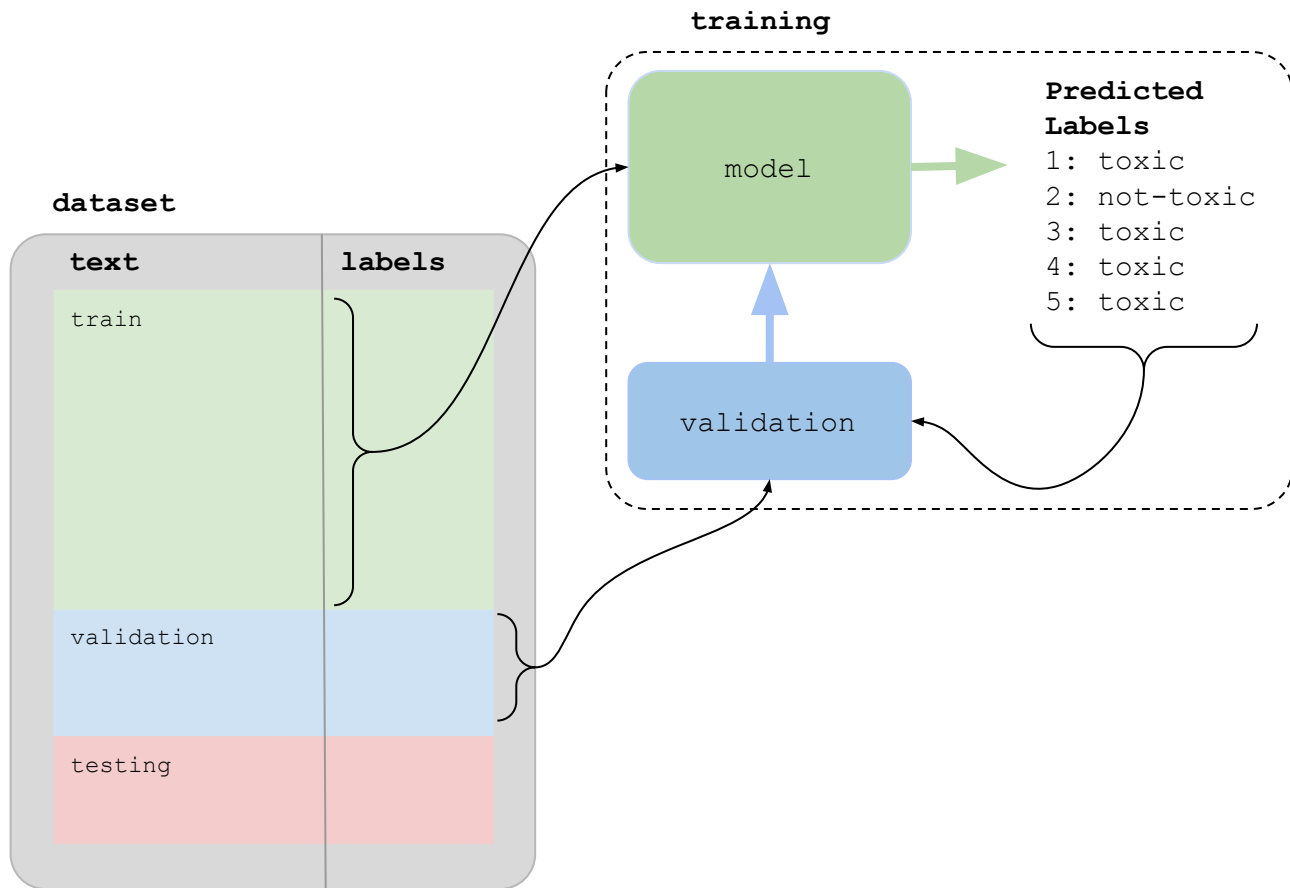 training
Predicted
Labels
1: toxic
2: not-toxic
3: toxic
4: toxic
5: toxic
model
validation
dataset
text labels
train
validation
testing